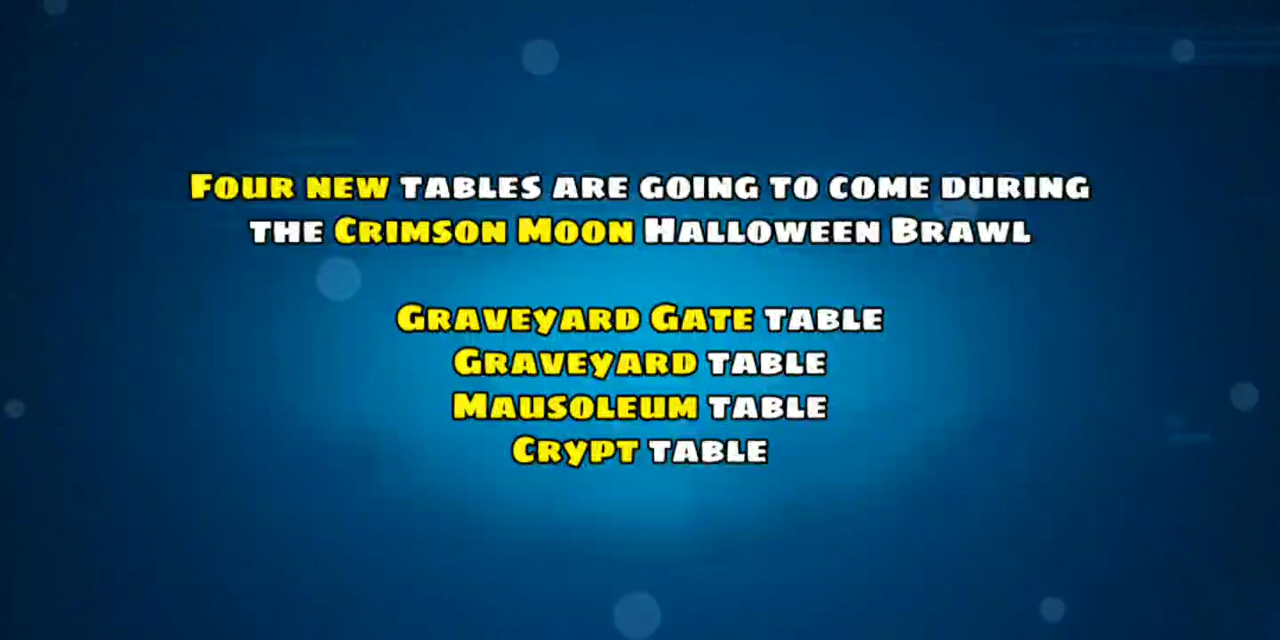 Four new tables are going to come during
the Crimson Moon Halloween Brawl
Graveyard Gate table
Graveyard table
Mausoleum table
Crypt table